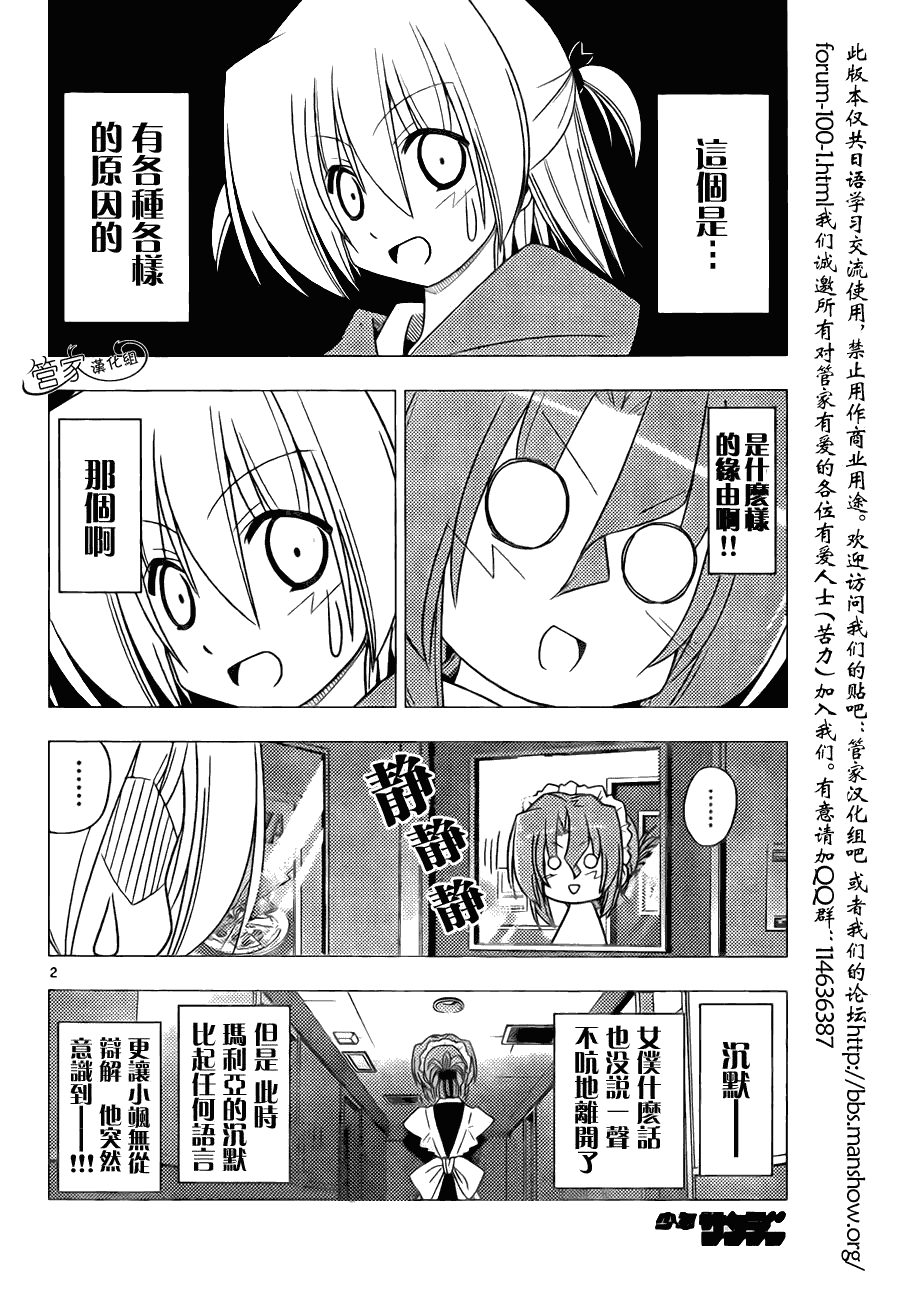 這個是…
有各種各樣
的原因的
管家
漢化組
是什麼樣
的緣由啊!!
那個啊
……
静
静
静
……
2
沉默——
女僕什麼話
也没説一聲
不吭地離開了
但是 此時
瑪利亞的沉默
比起任何語言
更讓小颯無從
辯解 他突然
意識到——!!!
少年サンデー
此版本仅共日语学习交流使用，禁止用作商业用途。欢迎访问我们的贴吧：管家汉化组吧 或者我们的论坛http://bbs.manshow.org/
forum-100-1.html我们诚邀所有对管家有爱的各位有爱人士(苦力)加入我们。有意请加QQ群：114636387